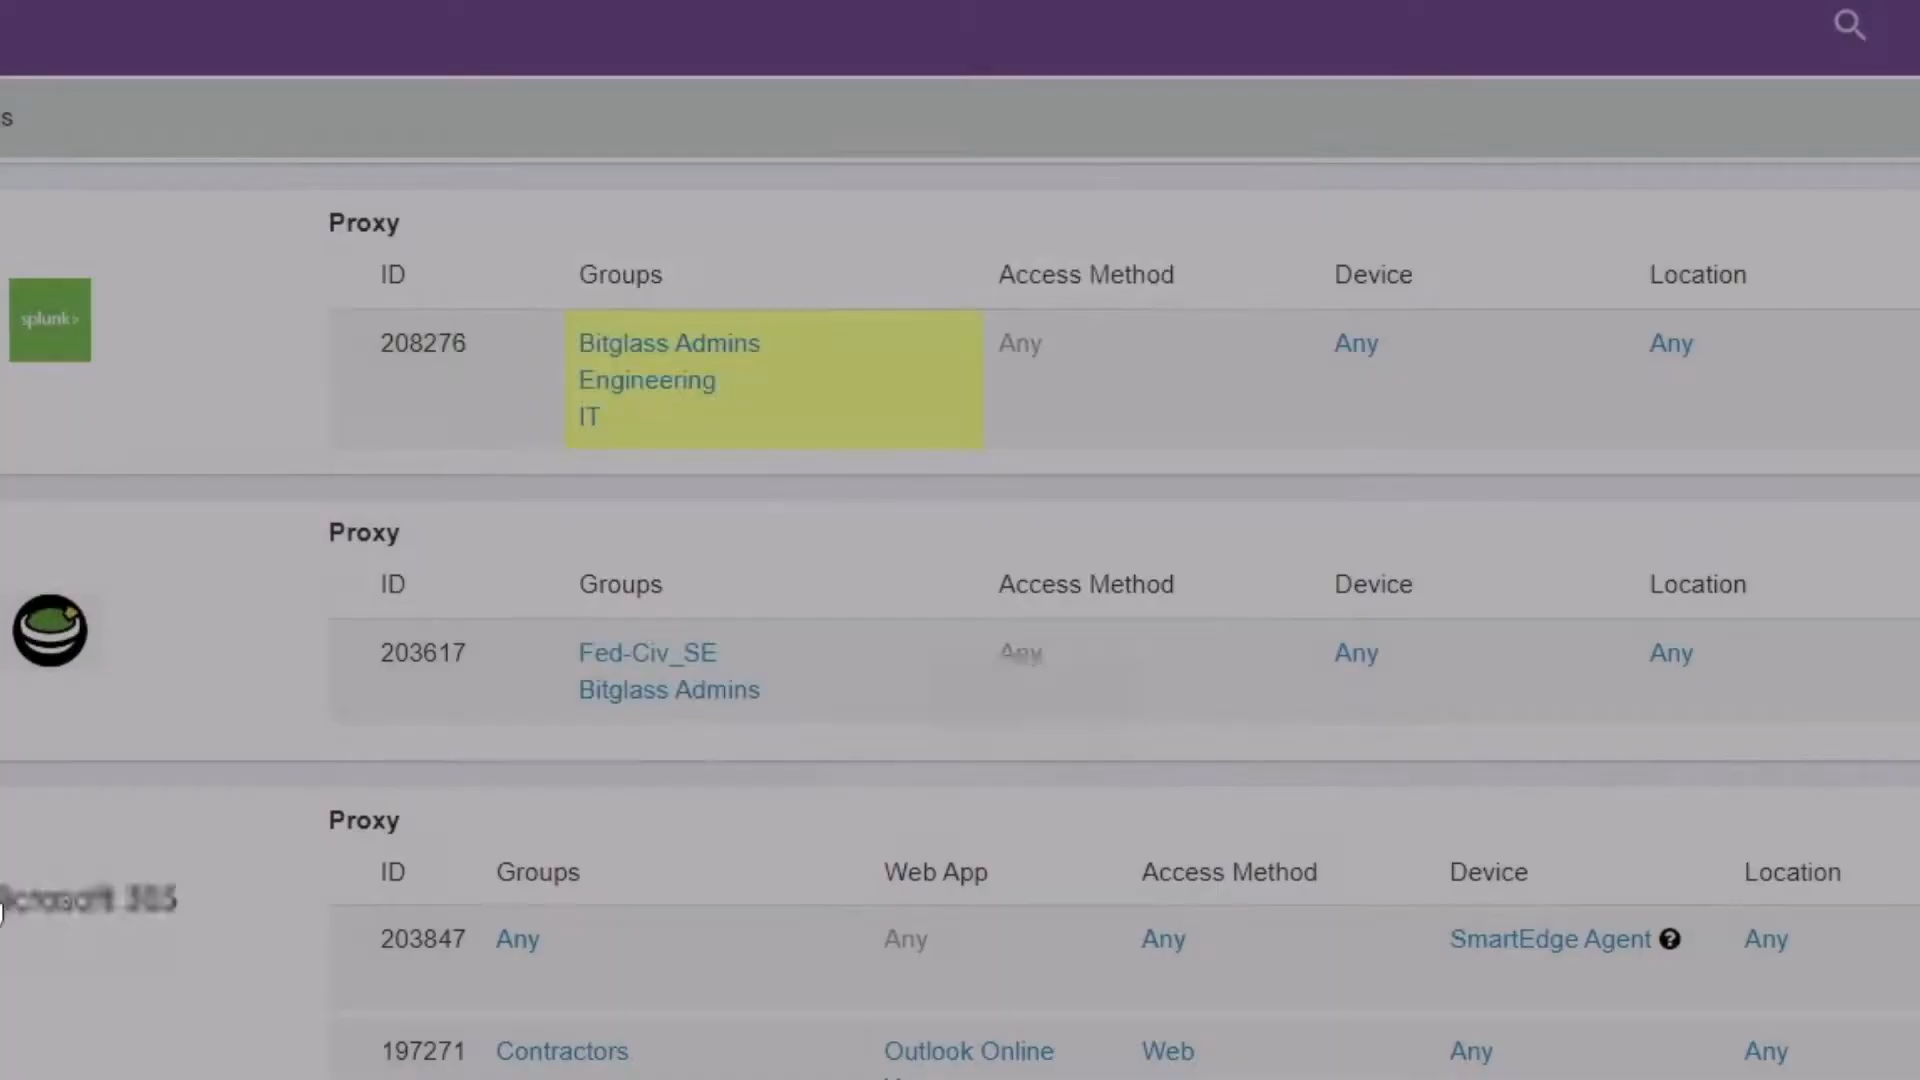 s
Proxy
ID Groups Access Method Device Location
splunk>
208276 Bitglass Admins Any Any Any
Engineering
IT
Proxy
ID Groups Access Method Device Location
203617 Fed-Civ_SE Any Any Any
Bitglass Admins
Proxy
ID Groups Web App Access Method Device Location
365
203847 Any Any Any SmartEdge Agent ? Any
197271 Contractors Outlook Online Web Any Any